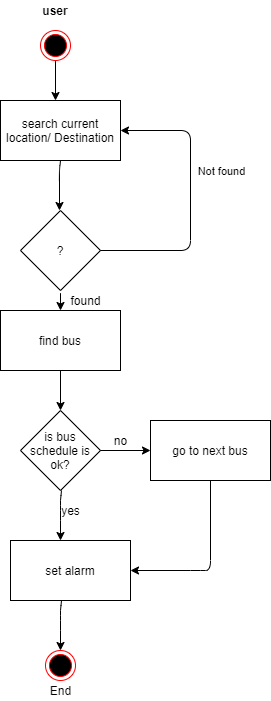 user
search current
location/ Destination
Not found
?
found
find bus
is bus
schedule is
ok?
no
go to next bus
yes
set alarm
End